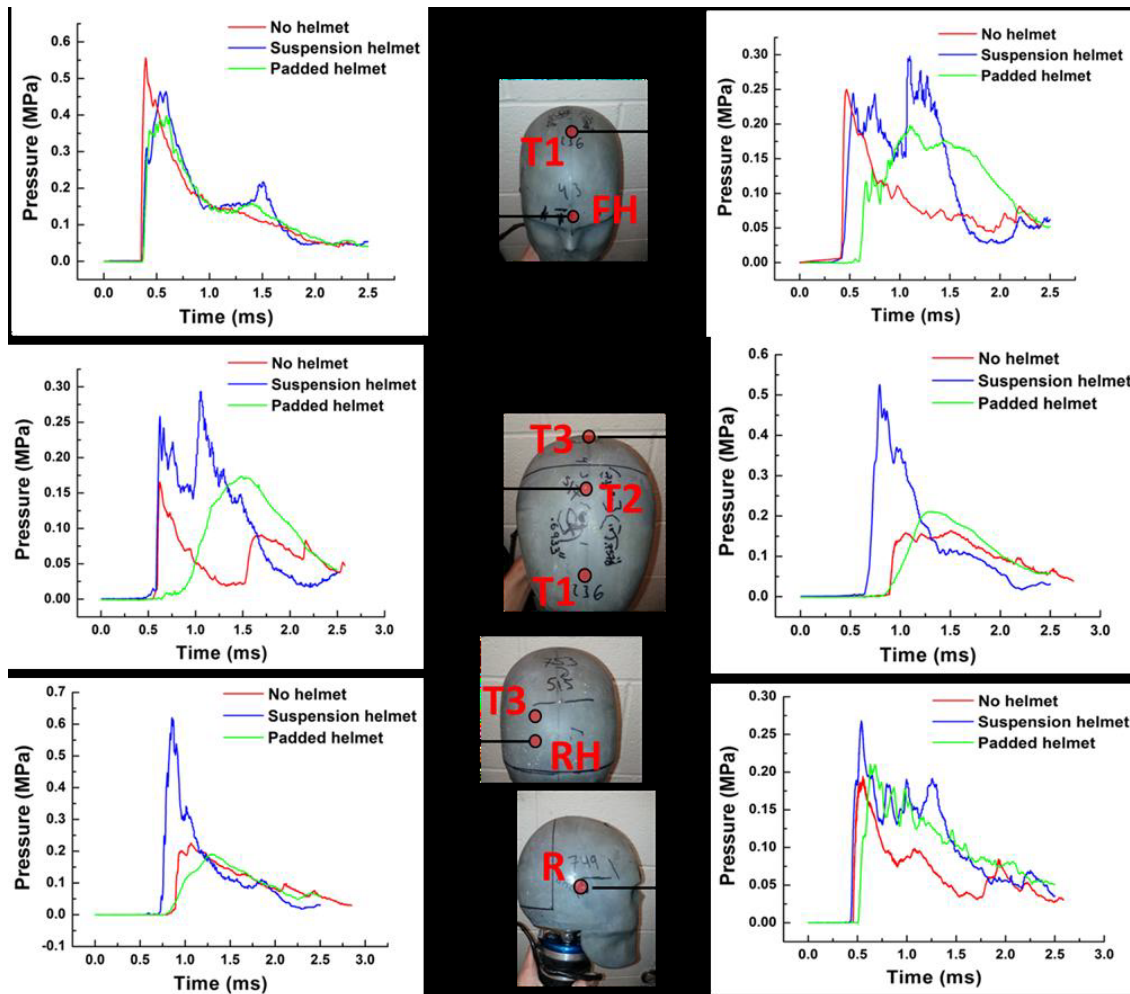 No helmet
Suspension helmet
Padded helmet
Pressure (MPa)
0.6
0.5
0.4
0.3
0.2
0.1
0.0
0.0 0.5 1.0 1.5 2.0 2.5
Time (ms)
T1
236
43
FH
No helmet
Suspension helmet
Padded helmet
Pressure (MPa)
0.30
0.25
0.20
0.15
0.10
0.05
0.00
0.0 0.5 1.0 1.5 2.0 2.5
Time (ms)
No helmet
Suspension helmet
Padded helmet
Pressure (MPa)
0.30
0.25
0.20
0.15
0.10
0.05
0.00
0.0 0.5 1.0 1.5 2.0 2.5 3.0
Time (ms)
T3
T2
T1
236
No helmet
Suspension helmet
Padded helmet
Pressure (MPa)
0.6
0.5
0.4
0.3
0.2
0.1
0.0
0.0 0.5 1.0 1.5 2.0 2.5 3.0
Time (ms)
No helmet
Suspension helmet
Padded helmet
Pressure (MPa)
0.7
0.6
0.5
0.4
0.3
0.2
0.1
0.0
-0.1
0.0 0.5 1.0 1.5 2.0 2.5 3.0
Time (ms)
T3
RH
R
749
No helmet
Suspension helmet
Padded helmet
Pressure (MPa)
0.30
0.25
0.20
0.15
0.10
0.05
0.00
0.0 0.5 1.0 1.5 2.0 2.5 3.0
Time (ms)